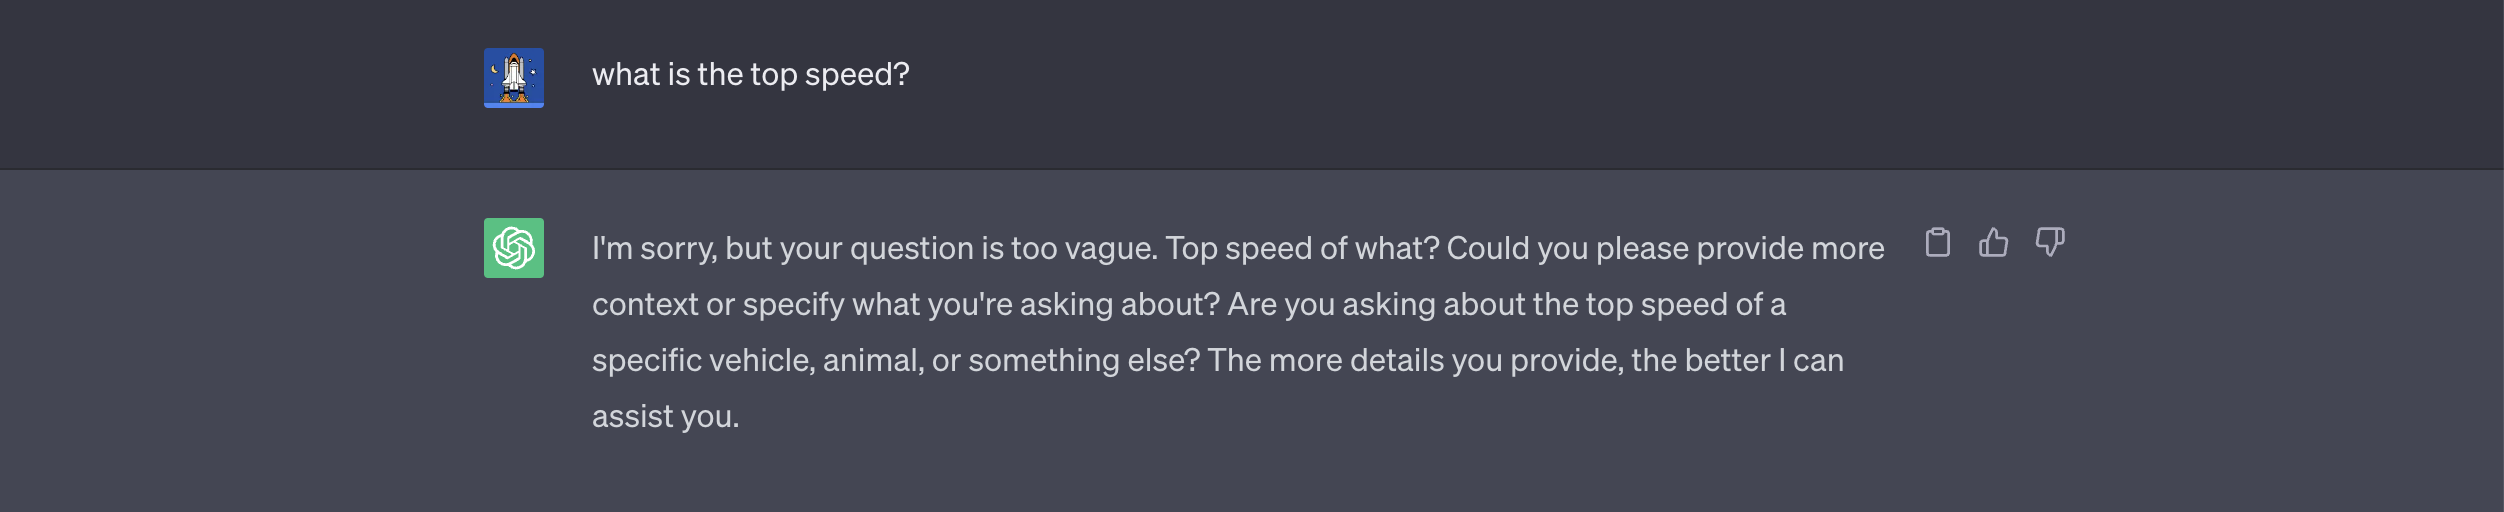 what is the top speed?
I'm sorry, but your question is too vague. Top speed of what? Could you please provide more
context or specify what you're asking about? Are you asking about the top speed of a
specific vehicle, animal, or something else? The more details you provide, the better I can
assist you.